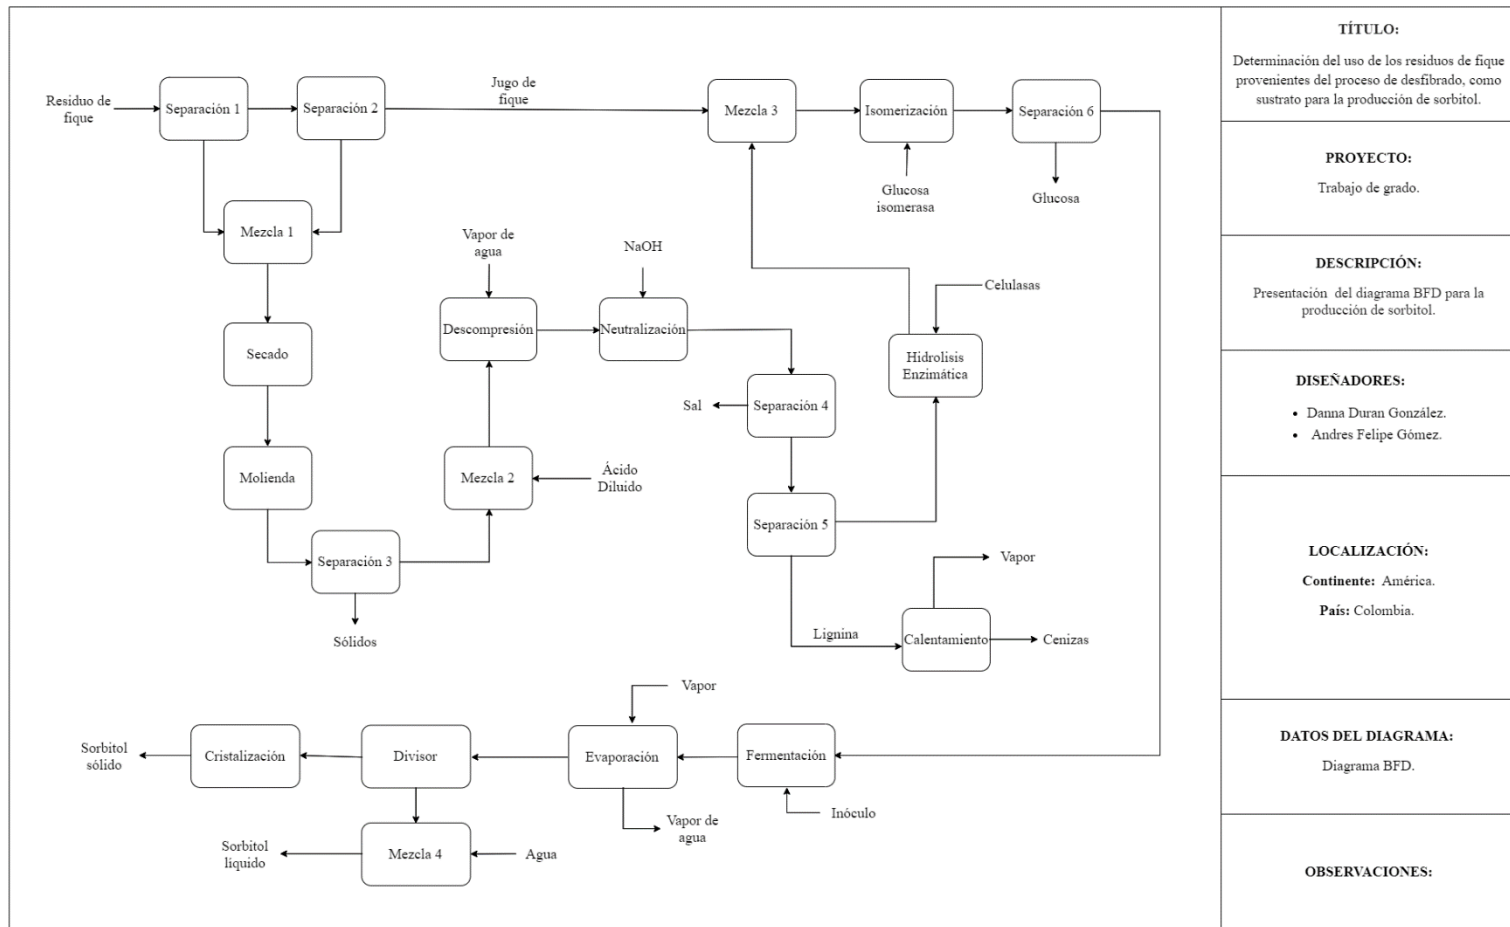 Residuo de
fique
Separación 1
Separación 2
Jugo de
fique
Mezcla 3
Isomerización
Separación 6
Glucosa
isomerasa
Glucosa
Mezcla 1
Vapor de
agua
NaOH
Celulasas
Secado
Descompresión
Neutralización
Hidrolisis
Enzimática
Sal
Separación 4
Molienda
Mezcla 2
Ácido
Diluido
Separación 5
Separación 3
Sólidos
Vapor
Lignina
Calentamiento
Cenizas
Vapor
Sorbitol
sólido
Cristalización
Divisor
Evaporación
Fermentación
Inóculo
Vapor de
agua
Sorbitol
liquido
Mezcla 4
Agua
TÍTULO:
Determinación del uso de los residuos de fique
provenientes del proceso de desfibrado, como
sustrato para la producción de sorbitol.
PROYECTO:
Trabajo de grado.
DESCRIPCIÓN:
Presentación del diagrama BFD para la
producción de sorbitol.
DISEÑADORES:
• Danna Duran González.
• Andres Felipe Gómez.
LOCALIZACIÓN:
Continente: América.
País: Colombia.
DATOS DEL DIAGRAMA:
Diagrama BFD.
OBSERVACIONES: